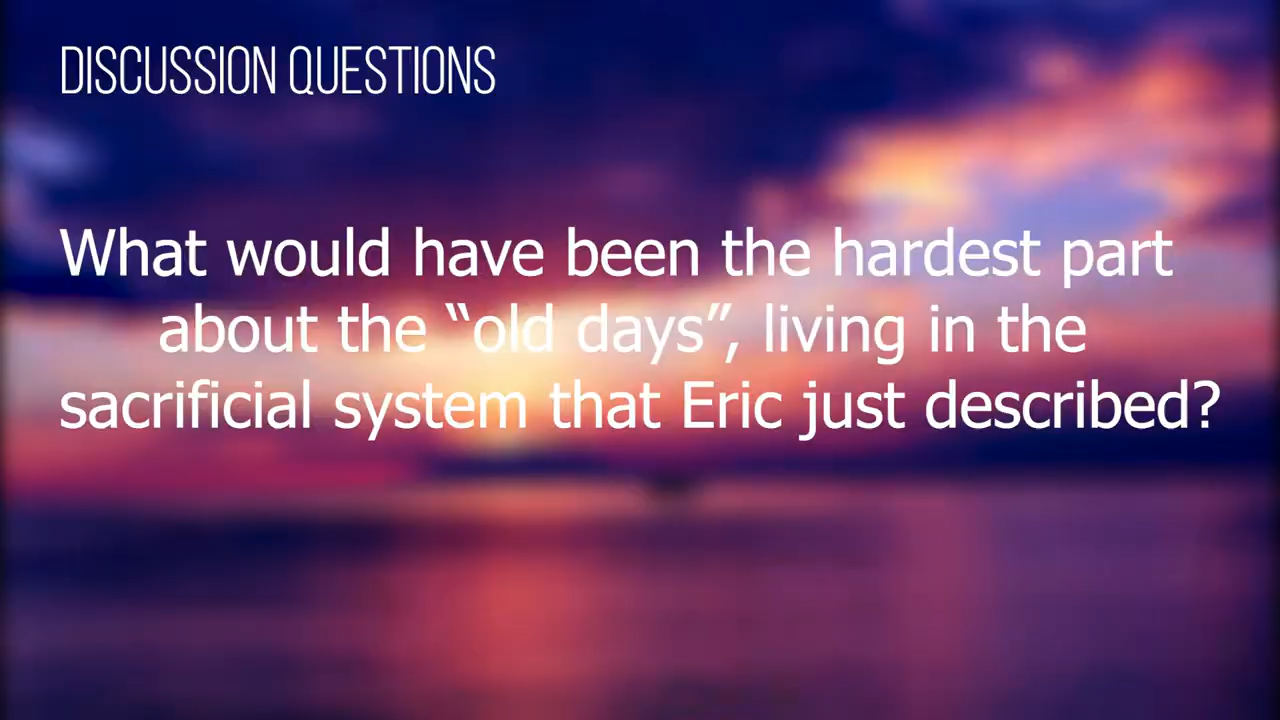 DISCUSSION QUESTIONS
What would have been the hardest part
about the “old days”, living in the
sacrificial system that Eric just described?